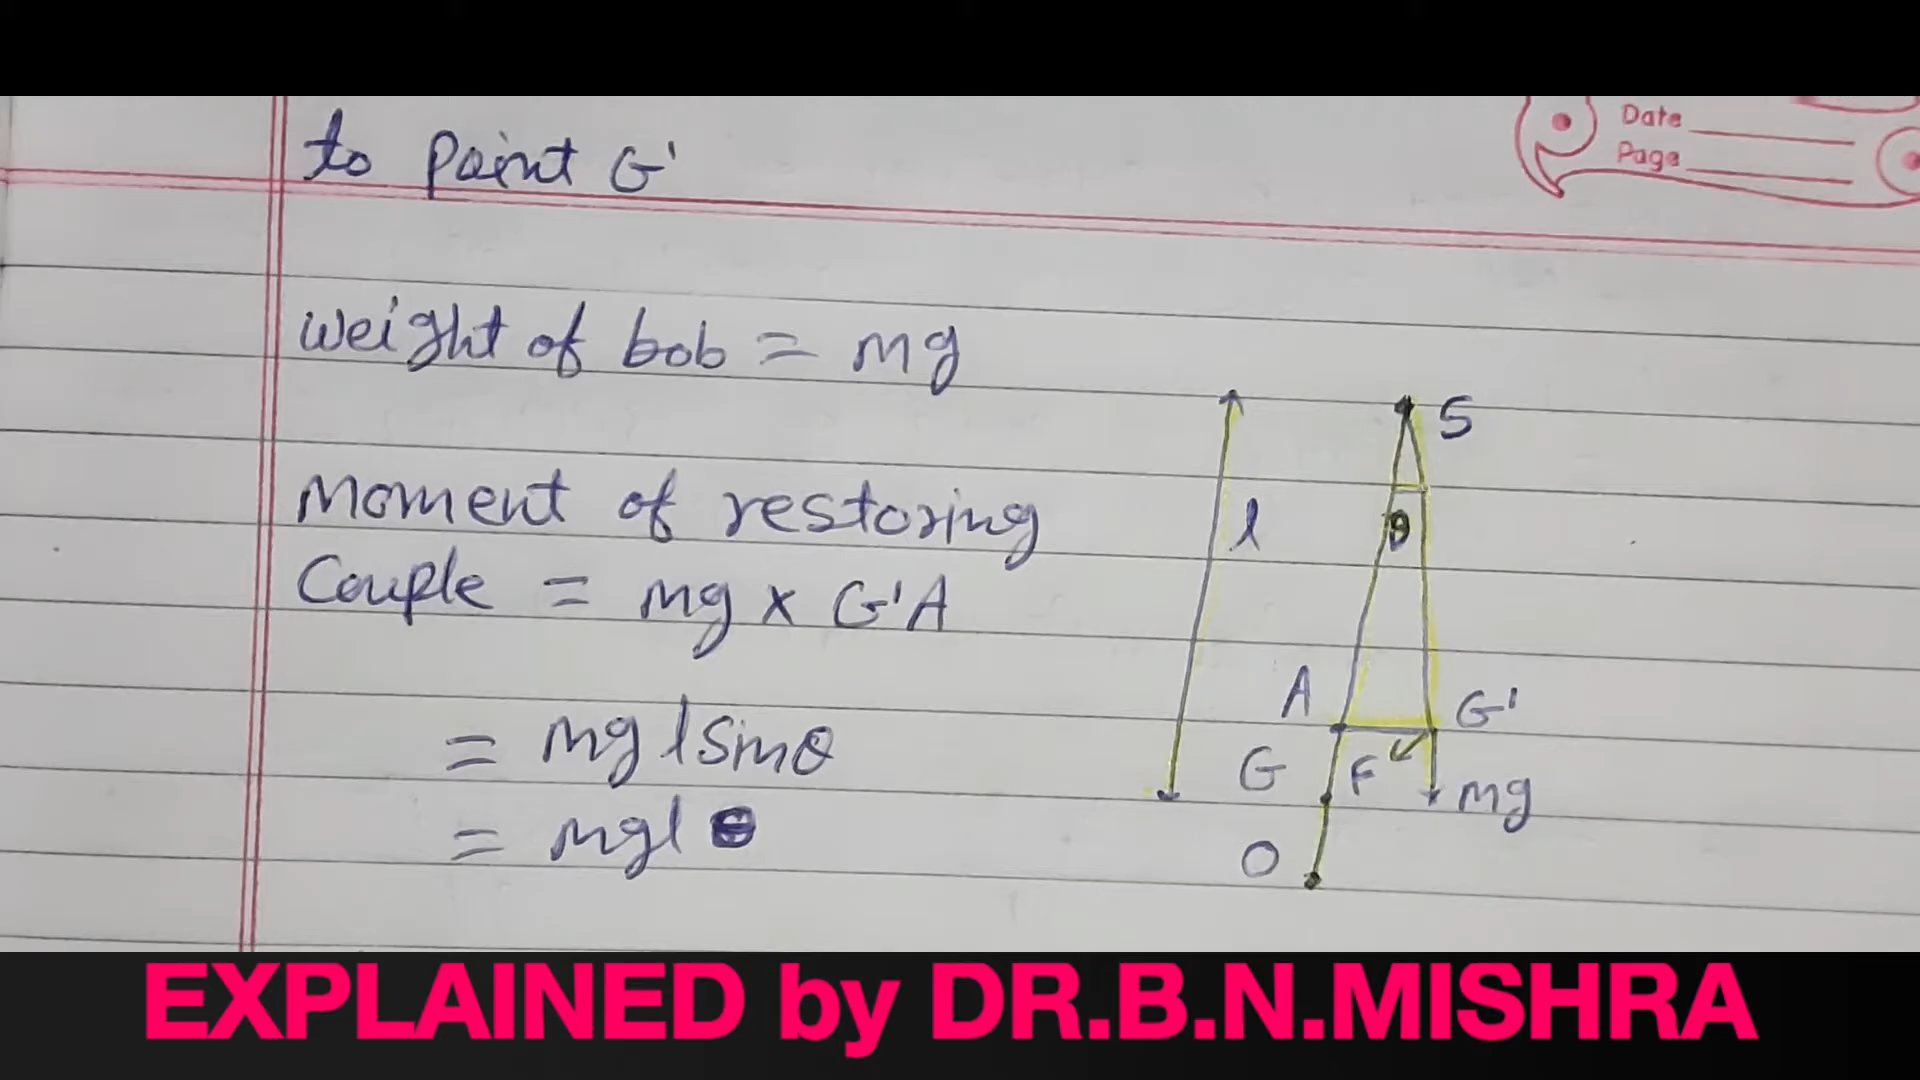 Date
Page
to Point G'
weight of bob = mg
Moment of restoring
Couple = mg x G'A
= mg l sinθ
= mgl θ
S
l
θ
A
G'
G
F
mg
O
EXPLAINED by DR.B.N.MISHRA